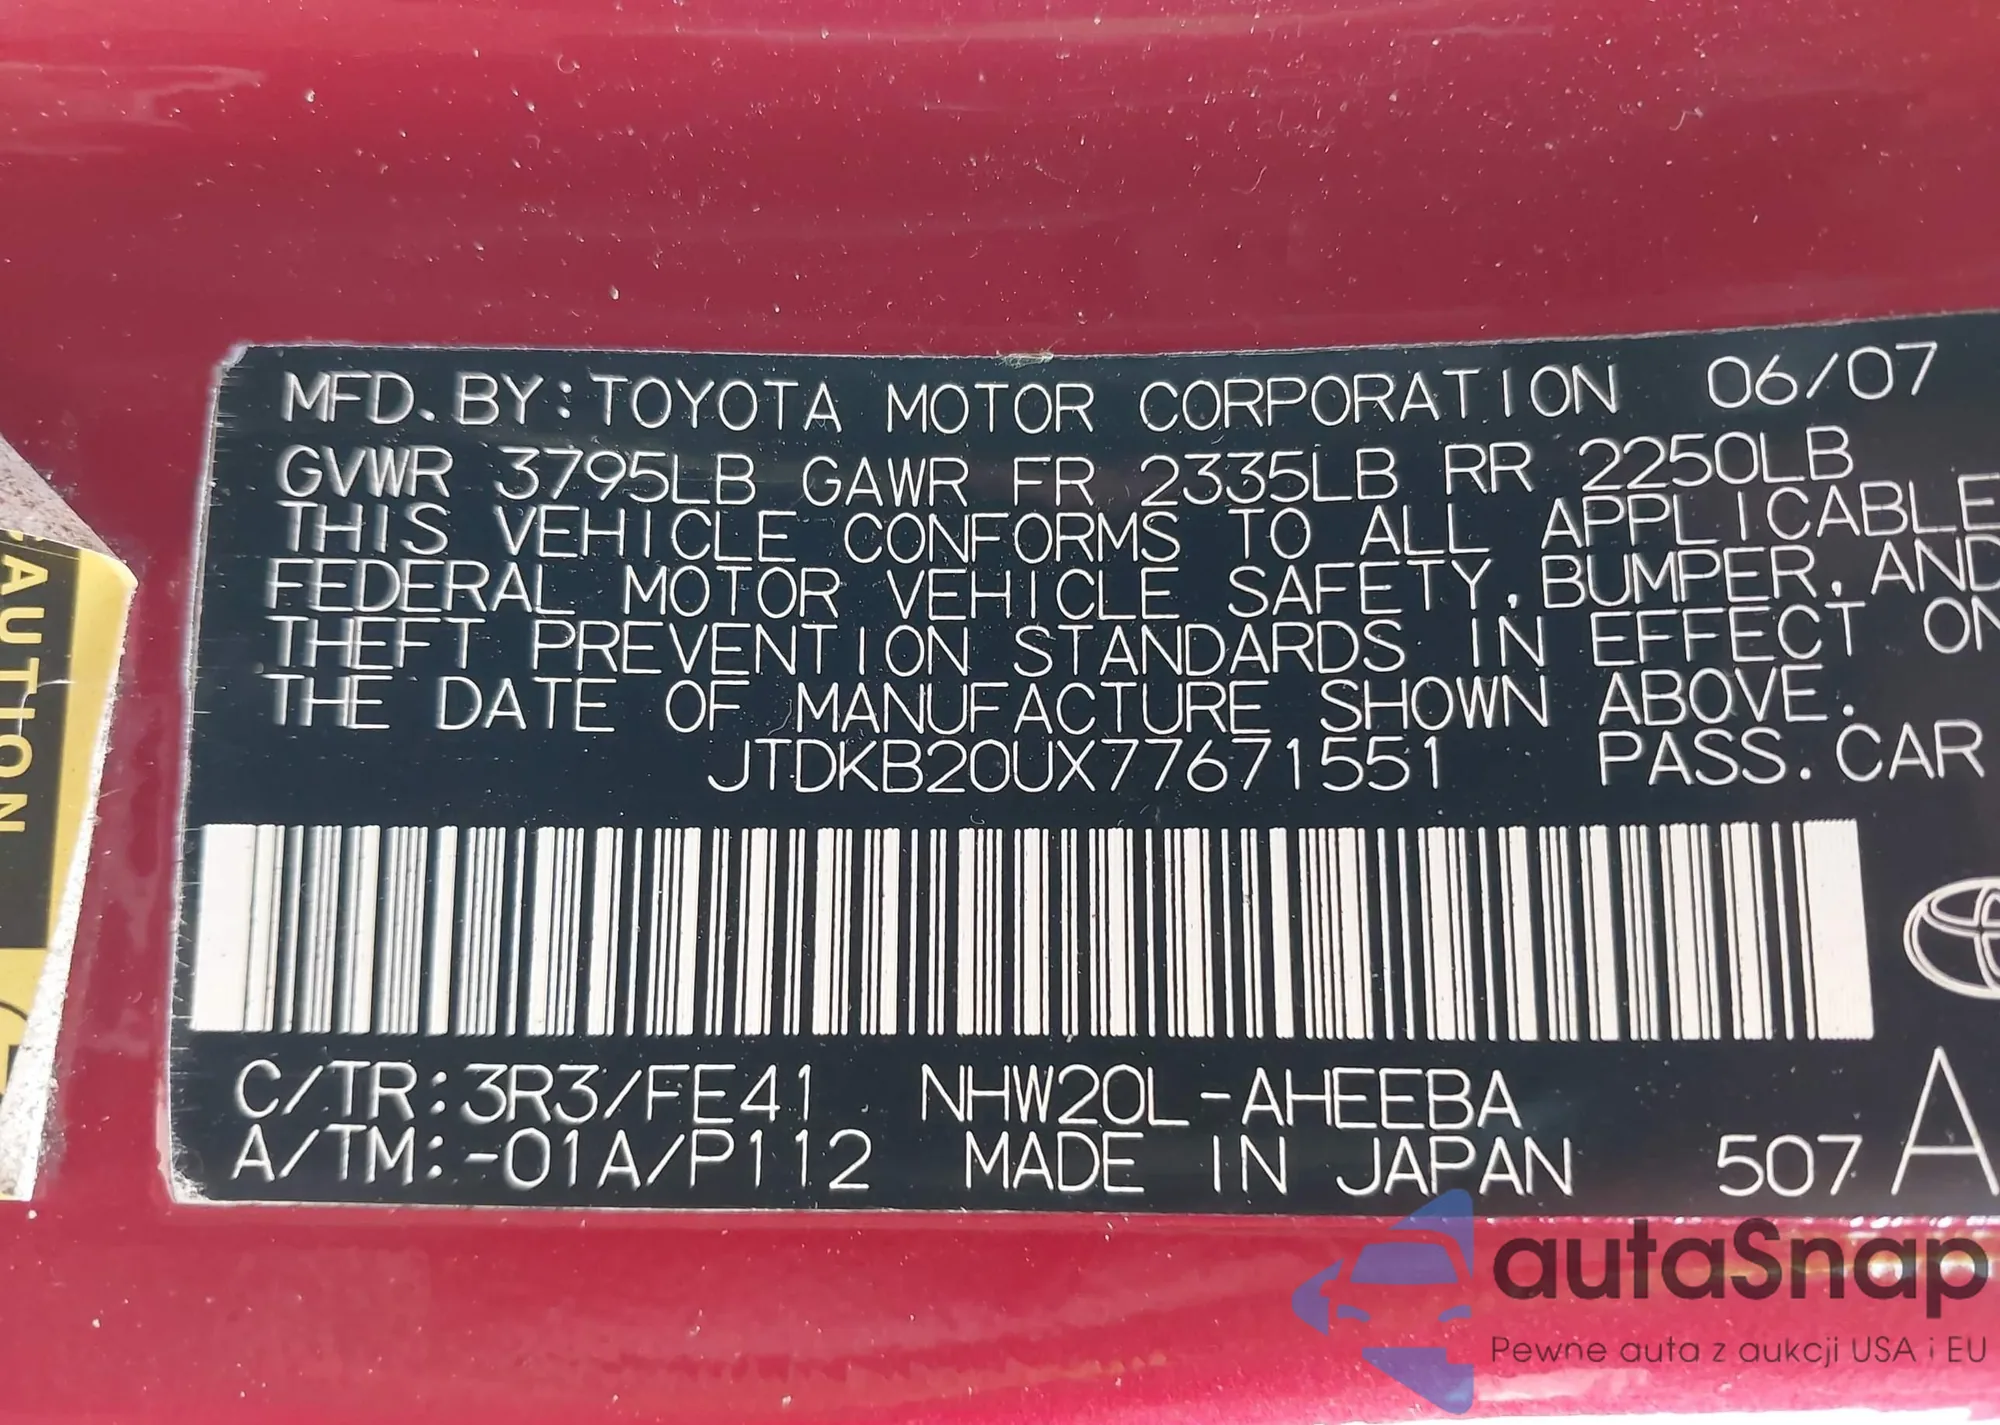 MFD. BY: TOYOTA MOTOR CORPORATION 06/07
GVWR 3795LB GAWR FR 2335LB RR 2250LB
THIS VEHICLE CONFORMS TO ALL APPLICABLE
FEDERAL MOTOR VEHICLE SAFETY, BUMPER, AND
THEFT PREVENTION STANDARDS IN EFFECT ON
THE DATE OF MANUFACTURE SHOWN ABOVE.
JTDKB20UX77671551 PASS. CAR
C/TR: 3R3/FE41 NHW20L-AHEEBA
A/TM: -01A/P112 MADE IN JAPAN 507 A
AUTION
autaSnap
Pewne auta z aukcji USA i EU